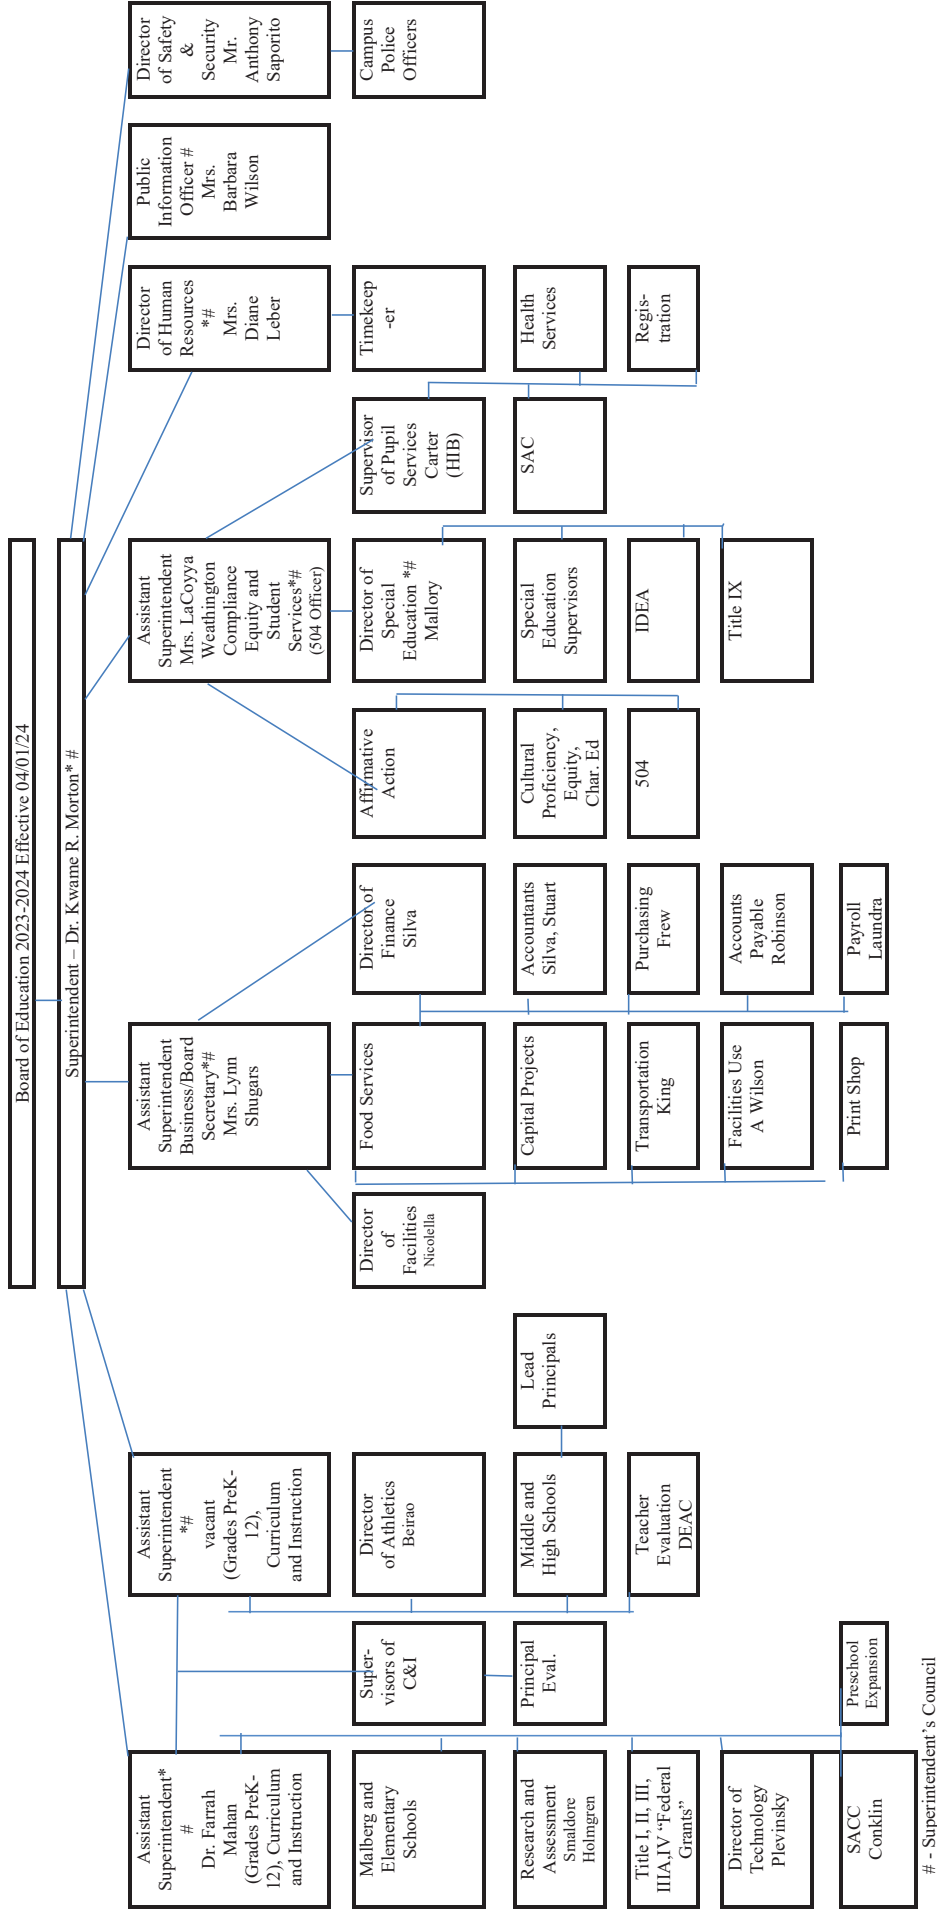 Board of Education 2023-2024 Effective 04/01/24
Superintendent – Dr. Kwame R. Morton* #
Assistant
Superintendent*
#
Dr. Farrah
Mahan
(Grades PreK-
12), Curriculum
and Instruction
Assistant
Superintendent
*#
vacant
(Grades PreK-
12),
Curriculum
and Instruction
Assistant
Superintendent
Business/Board
Secretary*#
Mrs. Lynn
Shugars
Assistant
Superintendent
Mrs. LaCoyya
Weathington
Compliance
Equity and
Student
Services*#
(504 Officer)
Director
of Human
Resources
*#
Mrs.
Diane
Leber
Public
Information
Officer #
Mrs.
Barbara
Wilson
Director
of Safety
&
Security
Mr.
Anthony
Saporito
Malberg and
Elementary
Schools
Super-
visors of
C&I
Director
of Athletics
Beirao
Director
of
Facilities
Nicolella
Food Services
Director of
Finance
Silva
Affirmative
Action
Director of
Special
Education *#
Mallory
Supervisor
of Pupil
Services
Carter
(HIB)
Timekeep
-er
Campus
Police
Officers
Research and
Assessment
Smaldore
Holmgren
Principal
Eval.
Middle and
High Schools
Lead
Principals
Capital Projects
Accountants
Silva, Stuart
Cultural
Proficiency,
Equity,
Char. Ed
Special
Education
Supervisors
SAC
Health
Services
Title I, II, III,
IIIA,IV “Federal
Grants”
Teacher
Evaluation
DEAC
Transportation
King
Purchasing
Frew
504
IDEA
Regis-
tration
Director of
Technology
Plevinsky
Facilities Use
A Wilson
Accounts
Payable
Robinson
Title IX
SACC
Conklin
Preschool
Expansion
Print Shop
Payroll
Laundra
# - Superintendent’s Council